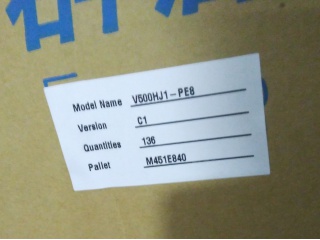 Model Name V500HJ1-PE8
Version C1
Quantities 136
Pallet M451E840